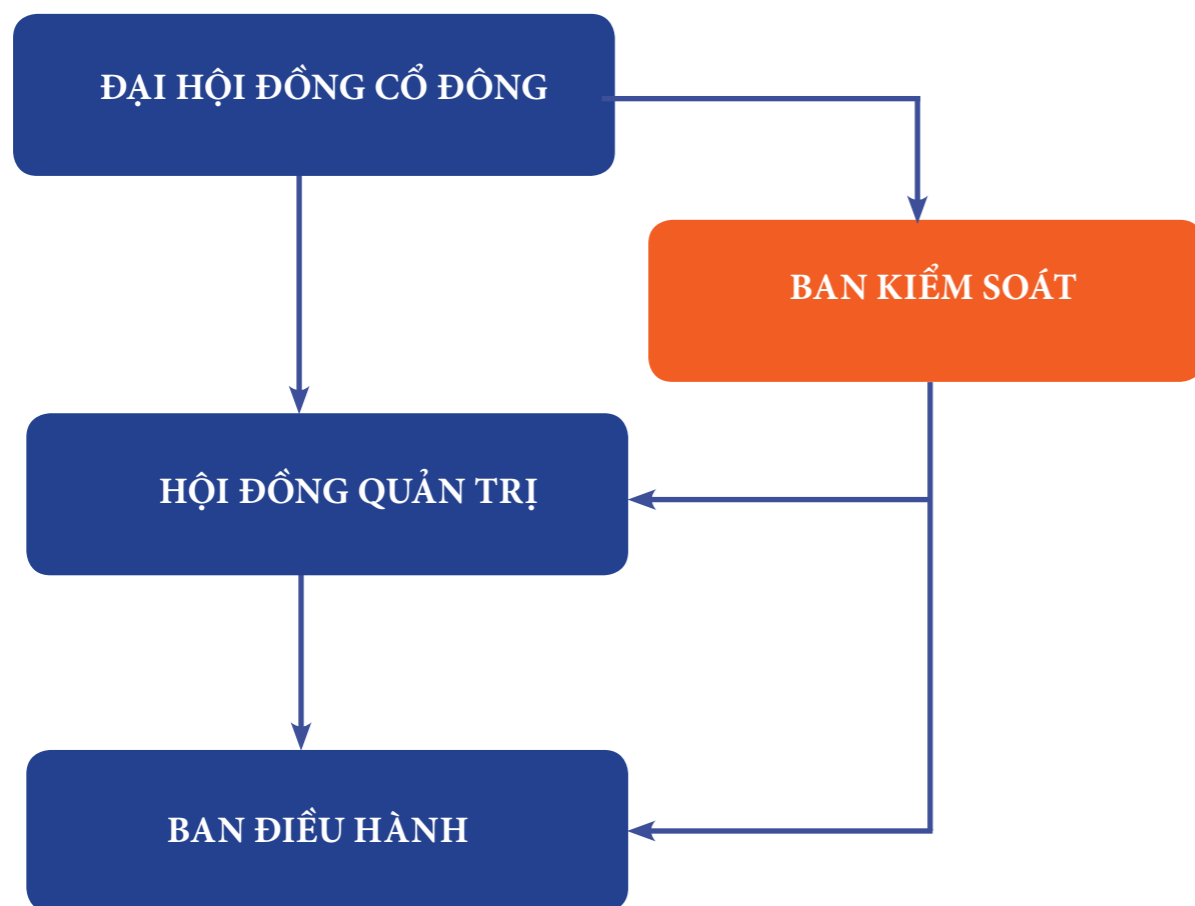 ĐẠI HỘI ĐỒNG CỔ ĐÔNG
BAN KIỂM SOÁT
HỘI ĐỒNG QUẢN TRỊ
BAN ĐIỀU HÀNH